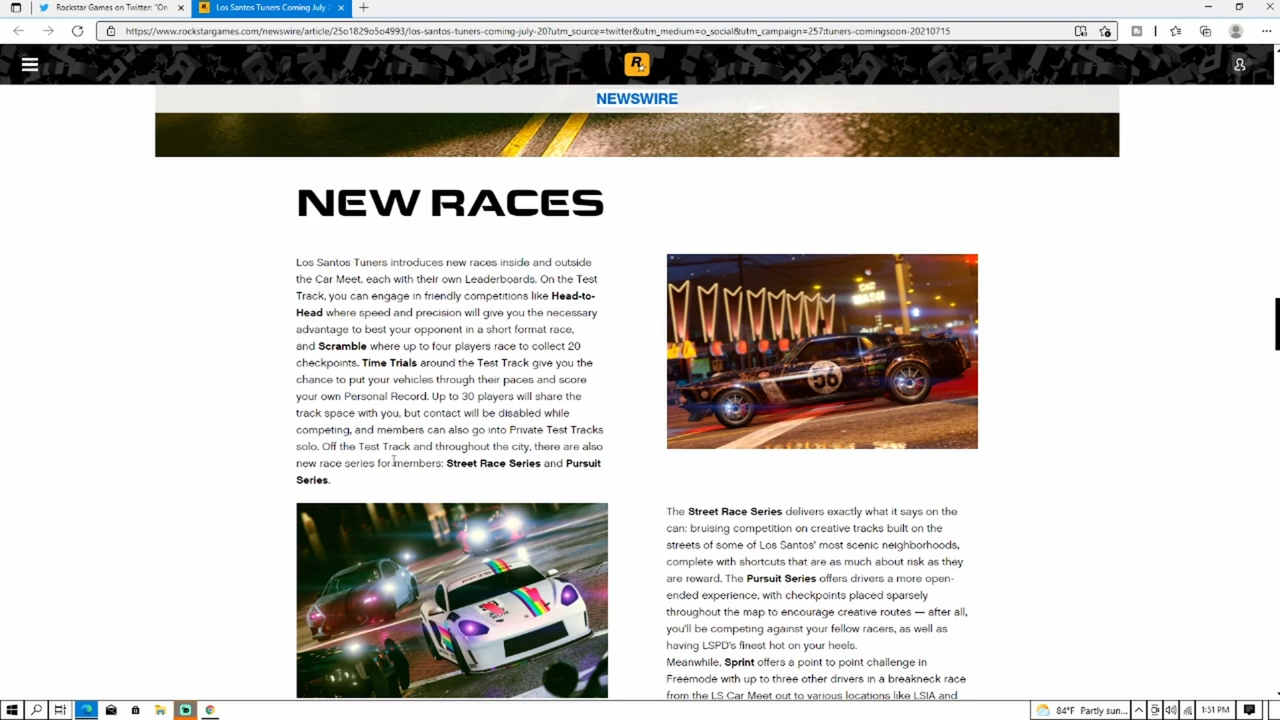 Rockstar Games on Twitter: "On
Los Santos Tuners Coming July 2
https://www.rockstargames.com/newswire/article/25o1829o5o4993/los-santos-tuners-coming-july-20?utm_source=twitter&utm_medium=o_social&utm_campaign=257:tuners-comingsoon-20210715
R
NEWSWIRE
NEW RACES
Los Santos Tuners introduces new races inside and outside
the Car Meet, each with their own Leaderboards. On the Test
Track, you can engage in friendly competitions like Head-to-
Head where speed and precision will give you the necessary
advantage to best your opponent in a short format race,
and Scramble where up to four players race to collect 20
checkpoints. Time Trials around the Test Track give you the
chance to put your vehicles through their paces and score
your own Personal Record. Up to 30 players will share the
track space with you, but contact will be disabled while
competing, and members can also go into Private Test Tracks
solo. Off the Test Track and throughout the city, there are also
new race series for members: Street Race Series and Pursuit
Series.
CAR
WASH
56
The Street Race Series delivers exactly what it says on the
can: bruising competition on creative tracks built on the
streets of some of Los Santos' most scenic neighborhoods,
complete with shortcuts that are as much about risk as they
are reward. The Pursuit Series offers drivers a more open-
ended experience, with checkpoints placed sparsely
throughout the map to encourage creative routes — after all,
you'll be competing against your fellow racers, as well as
having LSPD's finest hot on your heels.
Meanwhile, Sprint offers a point to point challenge in
Freemode with up to three other drivers in a breakneck race
from the LS Car Meet out to various locations like LSIA and
84°F Partly sun...
1:51 PM